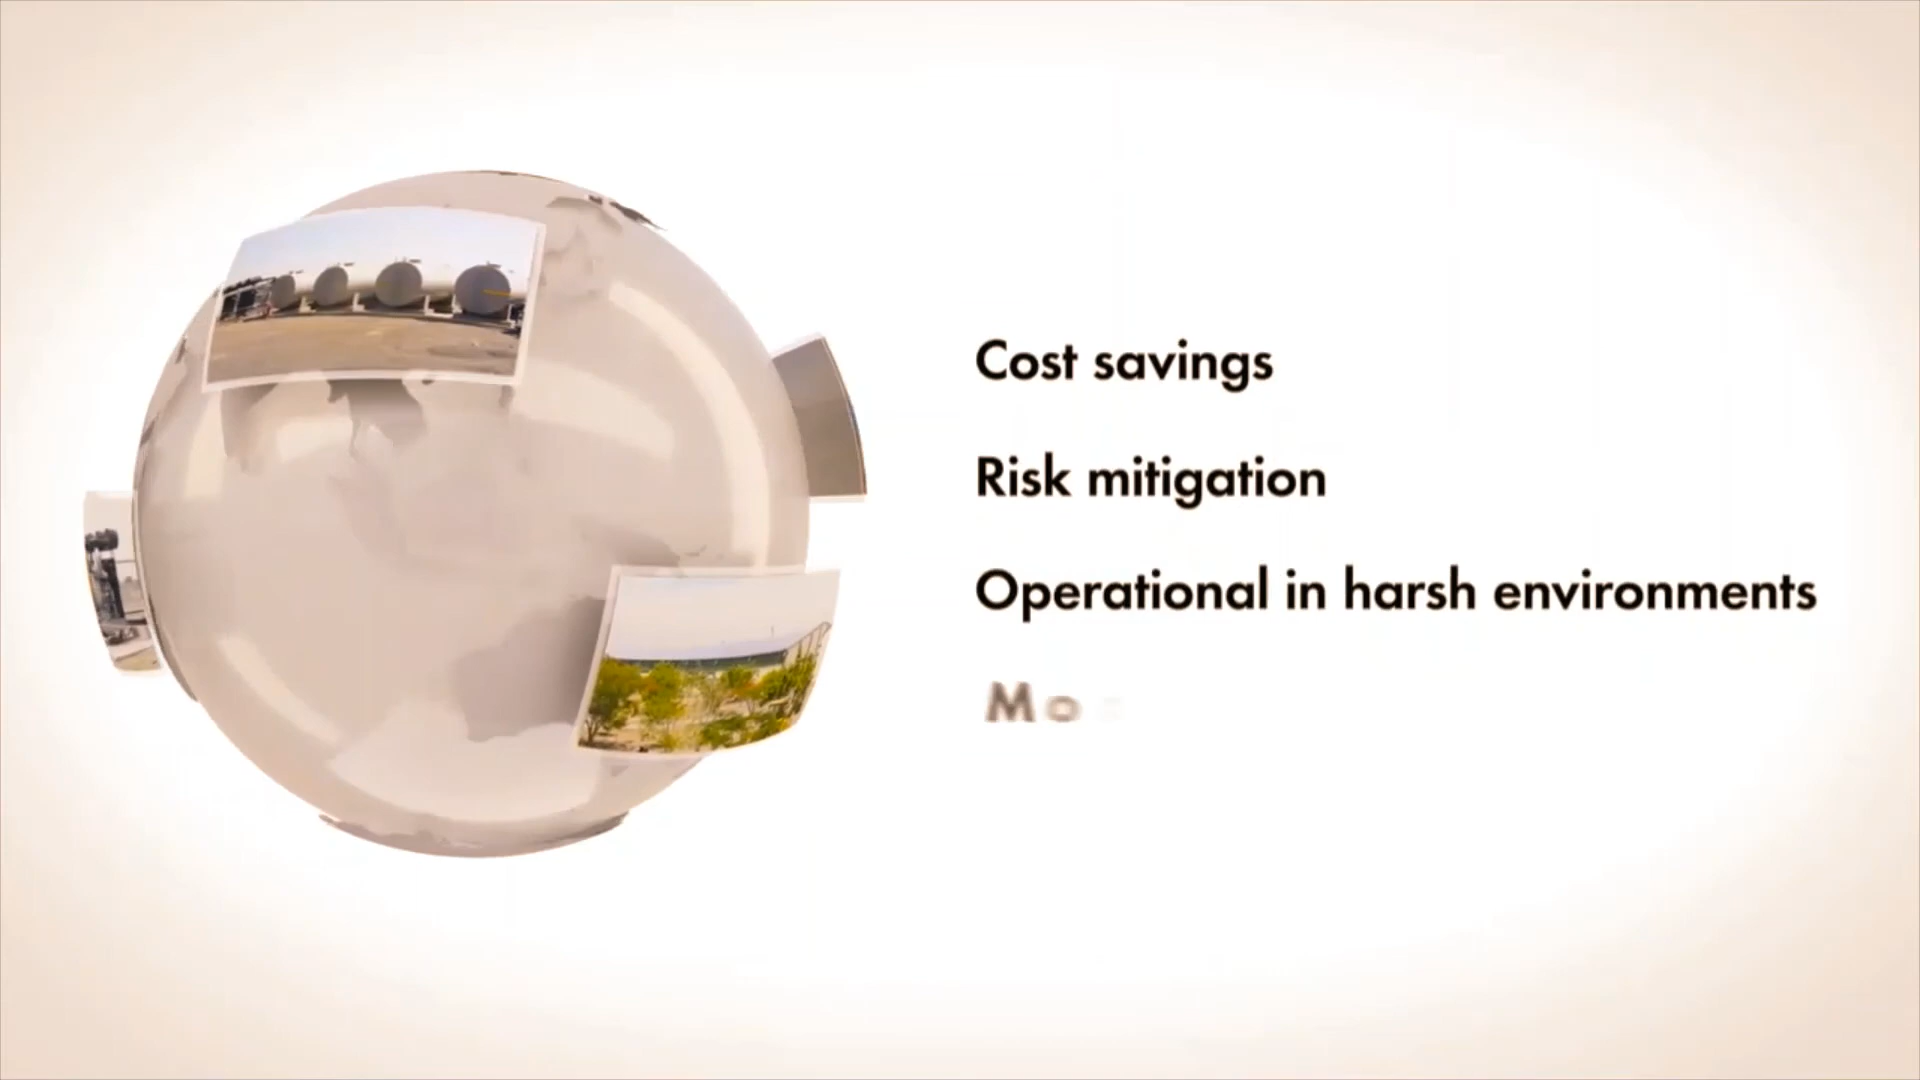 Cost savings
Risk mitigation
Operational in harsh environments